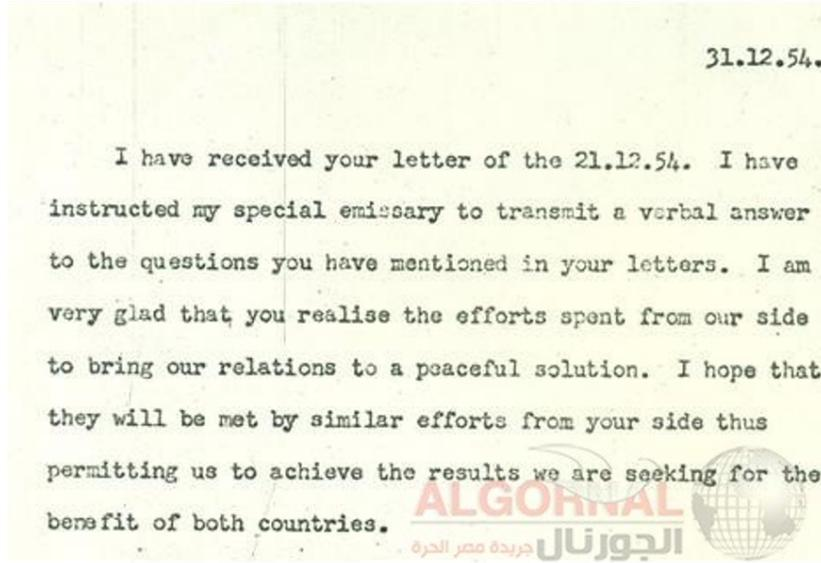 31.12.54.
I have received your letter of the 21.12.54. I have
instructed my special emissary to transmit a verbal answer
to the questions you have mentioned in your letters. I am
very glad that you realise the efforts spent from our side
to bring our relations to a peaceful solution. I hope that
they will be met by similar efforts from your side thus
permitting us to achieve the results we are seeking for the
benefit of both countries.
ALGORNAL
الجورنال جريدة مصر الحرة